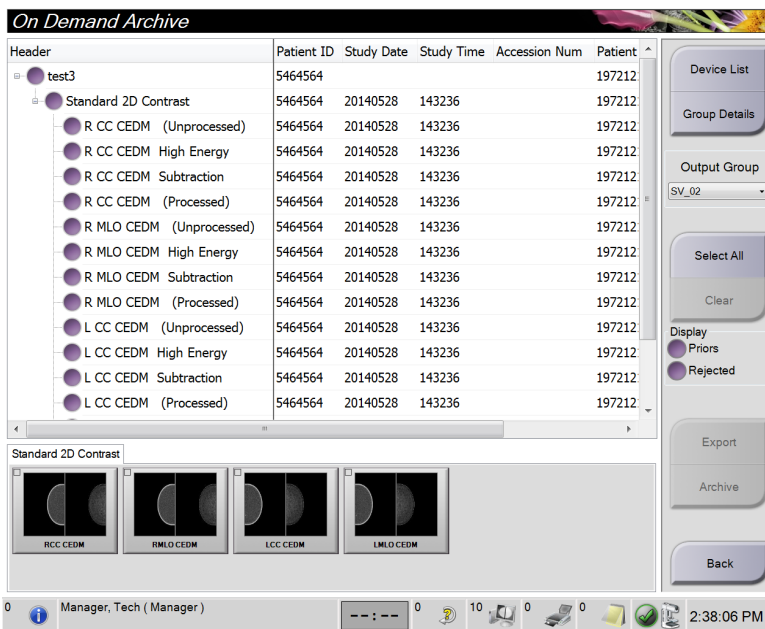 On Demand Archive
Header Patient ID Study Date Study Time Accession Num Patient
test3 5464564 197212
Standard 2D Contrast 5464564 20140528 143236 197212
R CC CEDM (Unprocessed) 5464564 20140528 143236 197212
R CC CEDM High Energy 5464564 20140528 143236 197212
R CC CEDM Subtraction 5464564 20140528 143236 197212
R CC CEDM (Processed) 5464564 20140528 143236 197212
R MLO CEDM (Unprocessed) 5464564 20140528 143236 197212
R MLO CEDM High Energy 5464564 20140528 143236 197212
R MLO CEDM Subtraction 5464564 20140528 143236 197212
R MLO CEDM (Processed) 5464564 20140528 143236 197212
L CC CEDM (Unprocessed) 5464564 20140528 143236 197212
L CC CEDM High Energy 5464564 20140528 143236 197212
L CC CEDM Subtraction 5464564 20140528 143236 197212
L CC CEDM (Processed) 5464564 20140528 143236 197212
Device List
Group Details
Output Group
SV_02
Select All
Clear
Display
Priors
Rejected
Export
Archive
Back
Standard 2D Contrast
RCC CEDM RMLO CEDM LCC CEDM LMLO CEDM
0 Manager, Tech ( Manager ) --:-- 0 10 0 0 2:38:06 PM